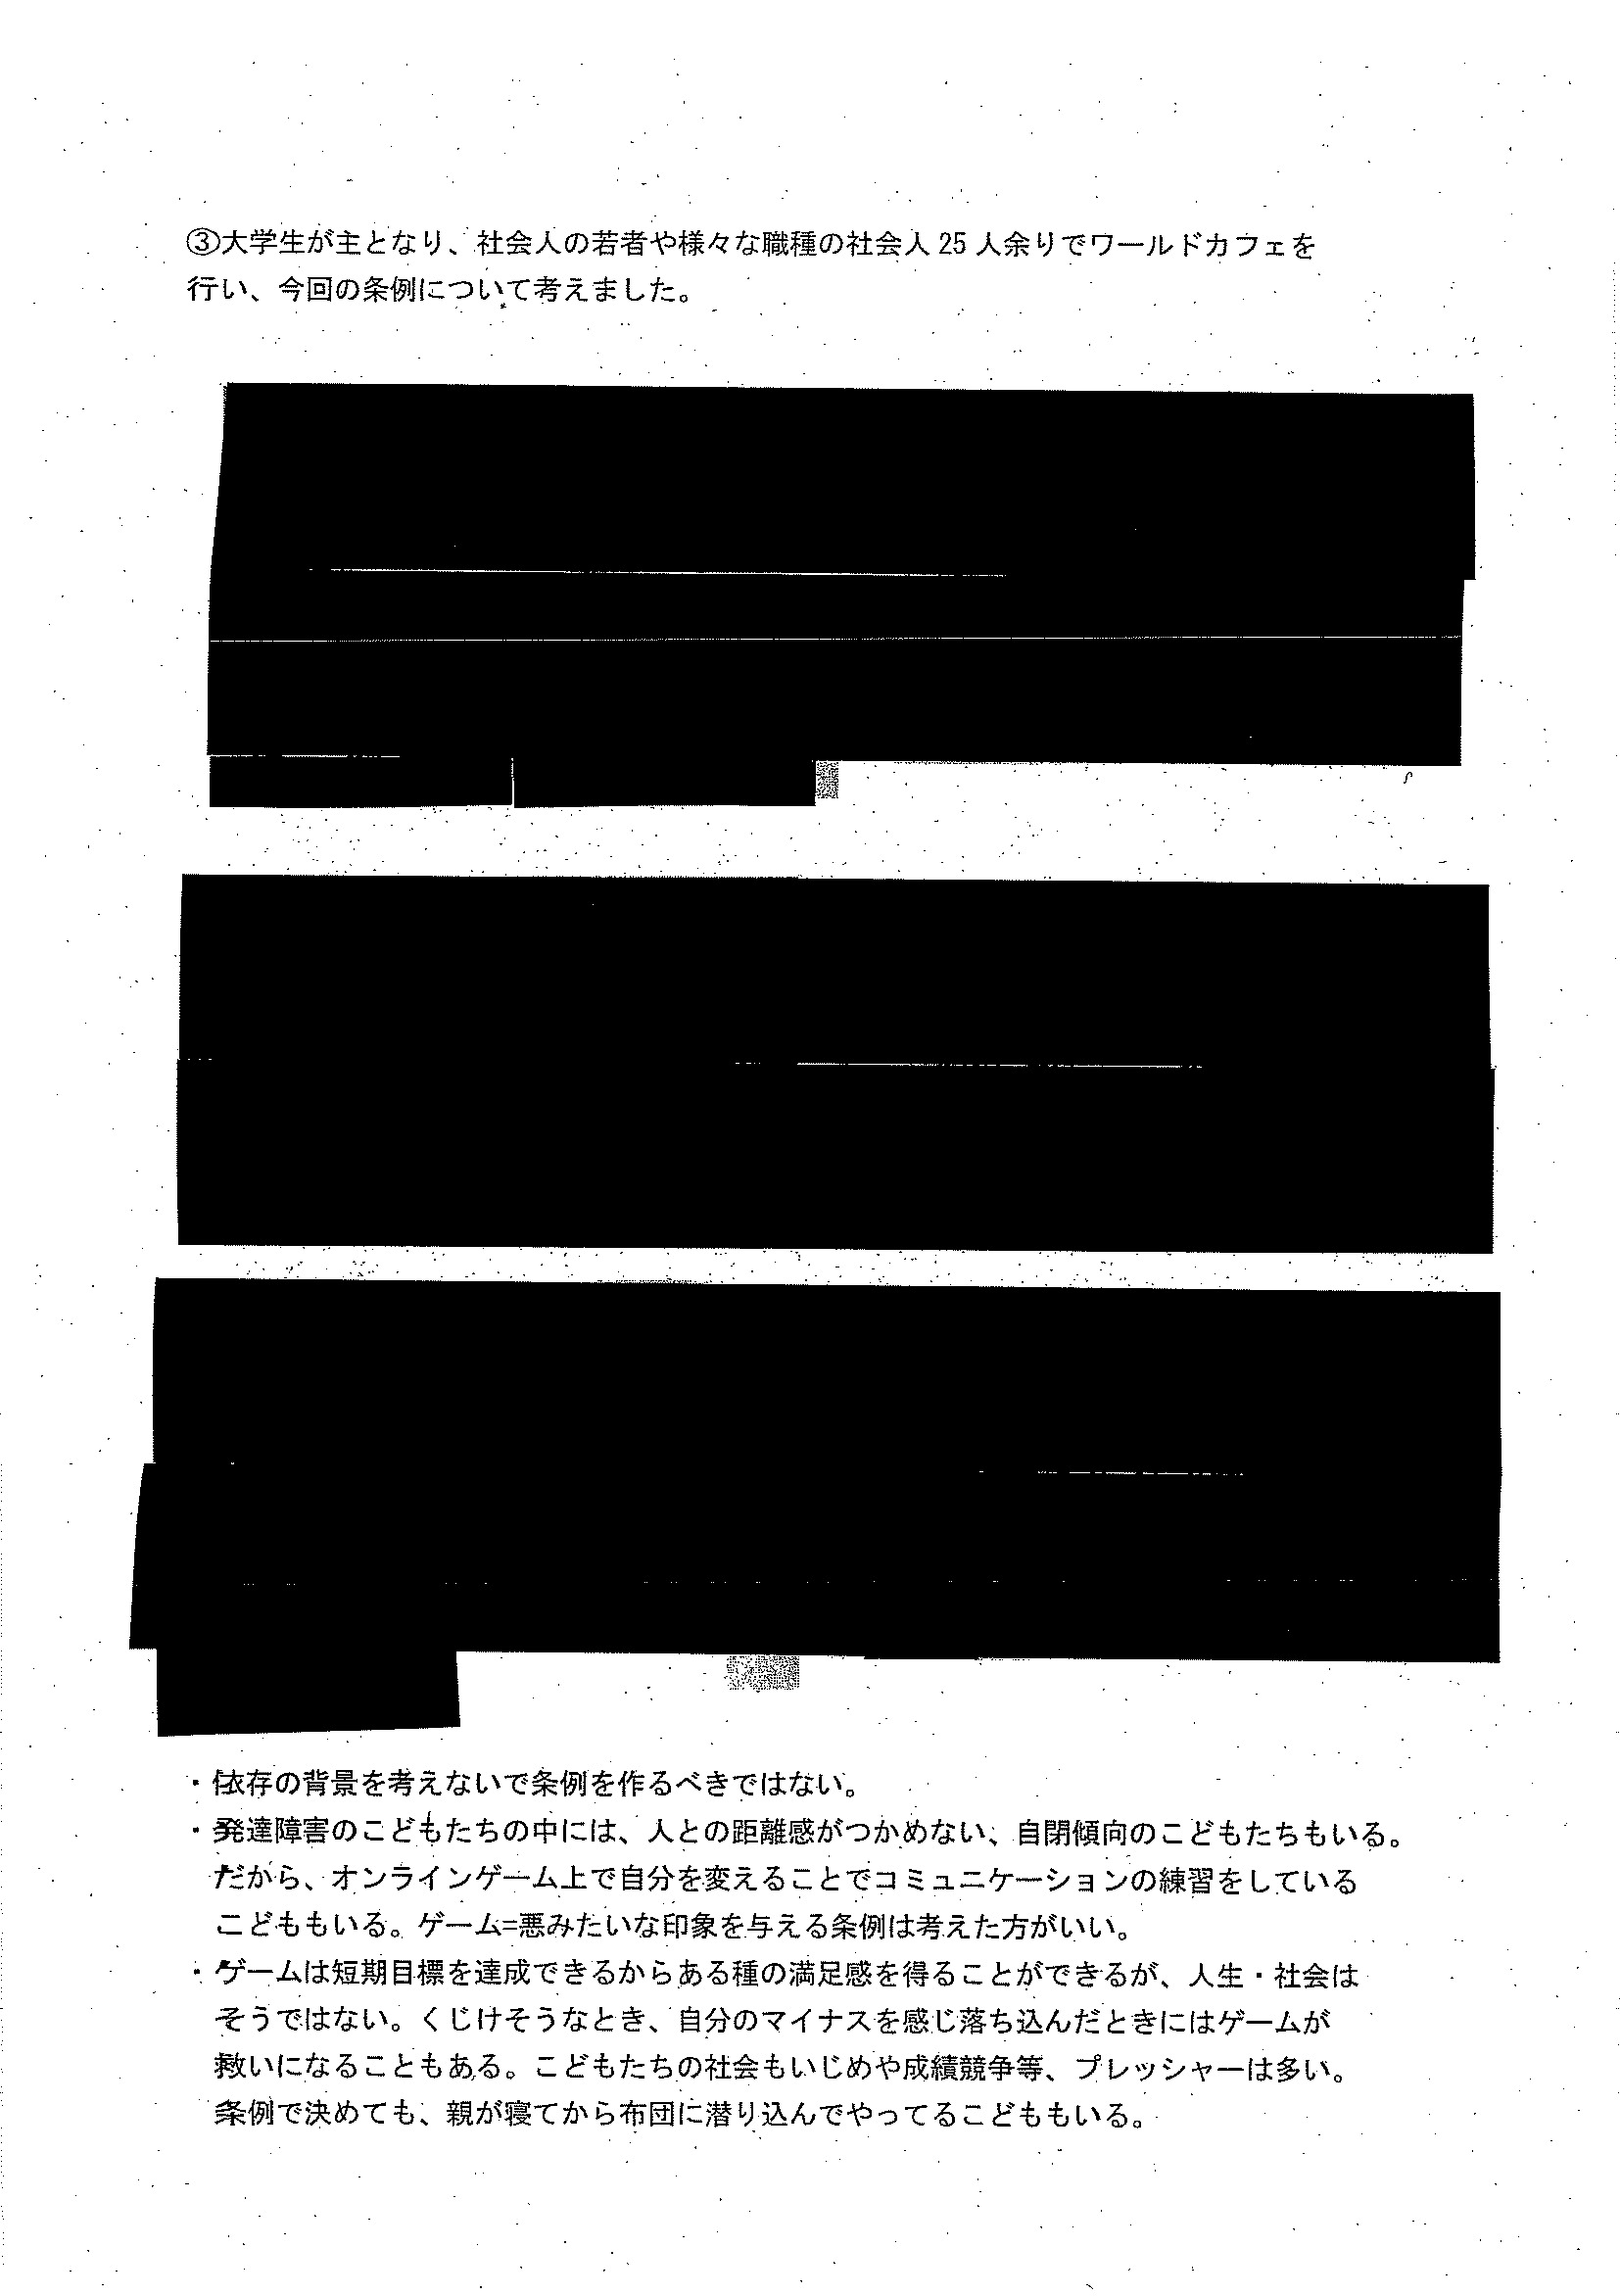 ③大学生が主となり、社会人の若者や様々な職種の社会人25人余りでワールドカフェを
行い、今回の条例について考えました。
・依存の背景を考えないで条例を作るべきではない。
・発達障害のこどもたちの中には、人との距離感がつかめない、自閉傾向のこどもたちもいる。
だから、オンラインゲーム上で自分を変えることでコミュニケーションの練習をしている
こどももいる。ゲーム=悪みたいな印象を与える条例は考えた方がいい。
・ゲームは短期目標を達成できるからある種の満足感を得ることができるが、人生・社会は
そうではない。くじけそうなとき、自分のマイナスを感じ落ち込んだときにはゲームが
救いになることもある。こどもたちの社会もいじめや成績競争等、プレッシャーは多い。
条例で決めても、親が寝てから布団に潜り込んでやってるこどももいる。